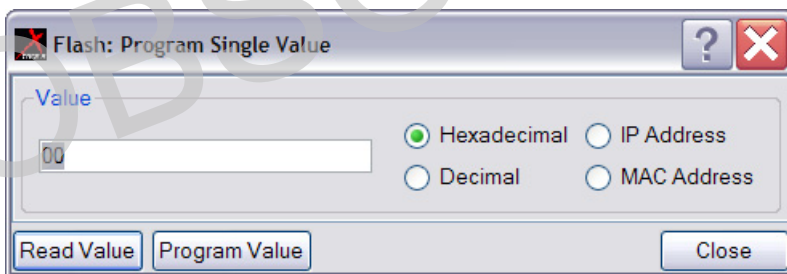 Flash: Program Single Value
?
Value
00
Hexadecimal
IP Address
Decimal
MAC Address
Read Value
Program Value
Close